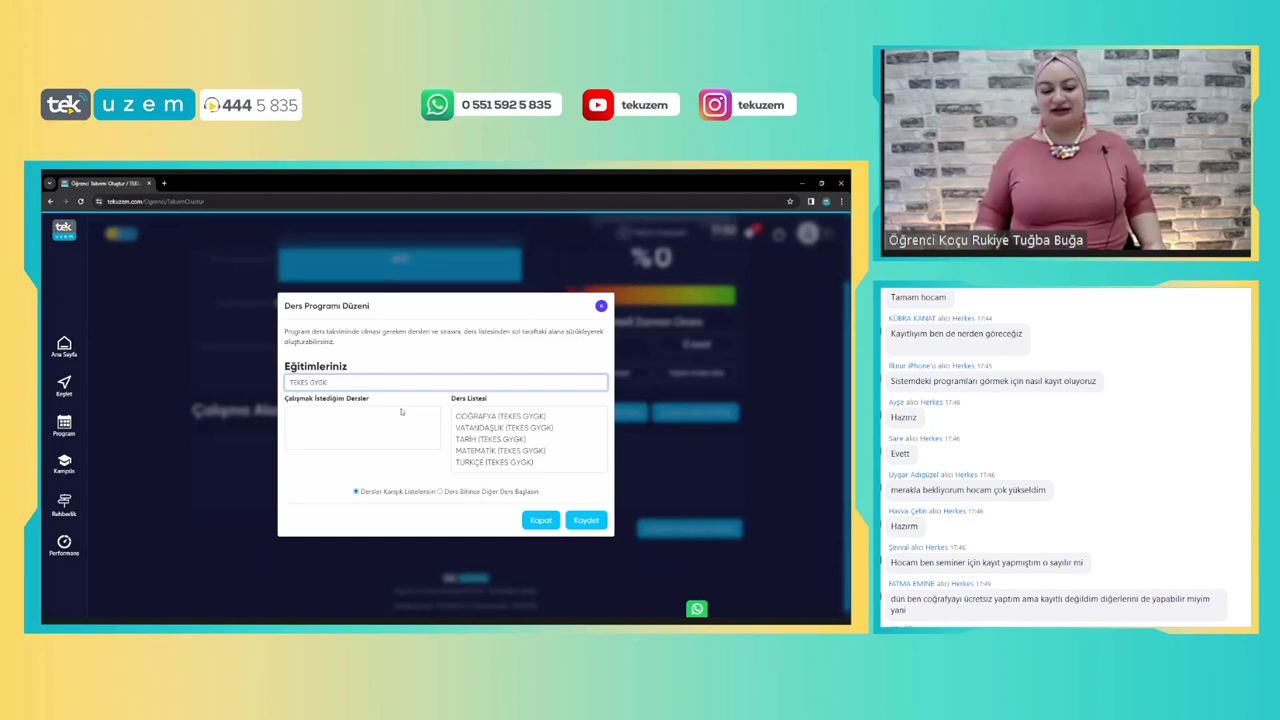 tek uzem 444 5 835
0 551 592 5 835
tekuzem
tekuzem
Öğrenci Takvimi Oluştur / TEK
tekuzem.com/Ogrenci/TakvimOlustur
tek
uzem
%0
Ana Sayfa
Keşfet
Program
Kampüs
Rehberlik
Performans
Ders Programı Düzeni
Program ders takviminde olması gereken dersleri ve sırasını, ders listesinden sol taraftaki alana sürükleyerek
oluşturabilirsiniz.
Eğitimleriniz
TEKES GYGK
Çalışmak İstediğim Dersler
Ders Listesi
COĞRAFYA (TEKES GYGK)
VATANDAŞLIK (TEKES GYGK)
TARİH (TEKES GYGK)
MATEMATİK (TEKES GYGK)
TÜRKÇE (TEKES GYGK)
Dersler Karışık Listelensin
Ders Bitince Diğer Ders Başlasın
Kapat
Kaydet
Öğrenci Koçu Rukiye Tuğba Buğa
Tamam hocam
KÜBRA KANAT alıcı Herkes 17:44
Kayıtlıyım ben de nerden göreceğiz
İlknur iPhone'u alıcı Herkes 17:45
Sistemdeki programları görmek için nasıl kayıt oluyoruz
Ayşe alıcı Herkes 17:46
Hazırız
Sare alıcı Herkes 17:46
Evett
Uygar Adıgüzel alıcı Herkes 17:46
merakla bekliyorum hocam çok yükseldim
Havva Çetin alıcı Herkes 17:46
Hazırm
Şevval alıcı Herkes 17:46
Hocam ben seminer için kayıt yapmıştım o sayılır mi
FATMA EMİNE alıcı Herkes 17:49
dün ben coğrafyayı ücretsiz yaptım ama kayıtlı değildim diğerlerini de yapabilir miyim
yani